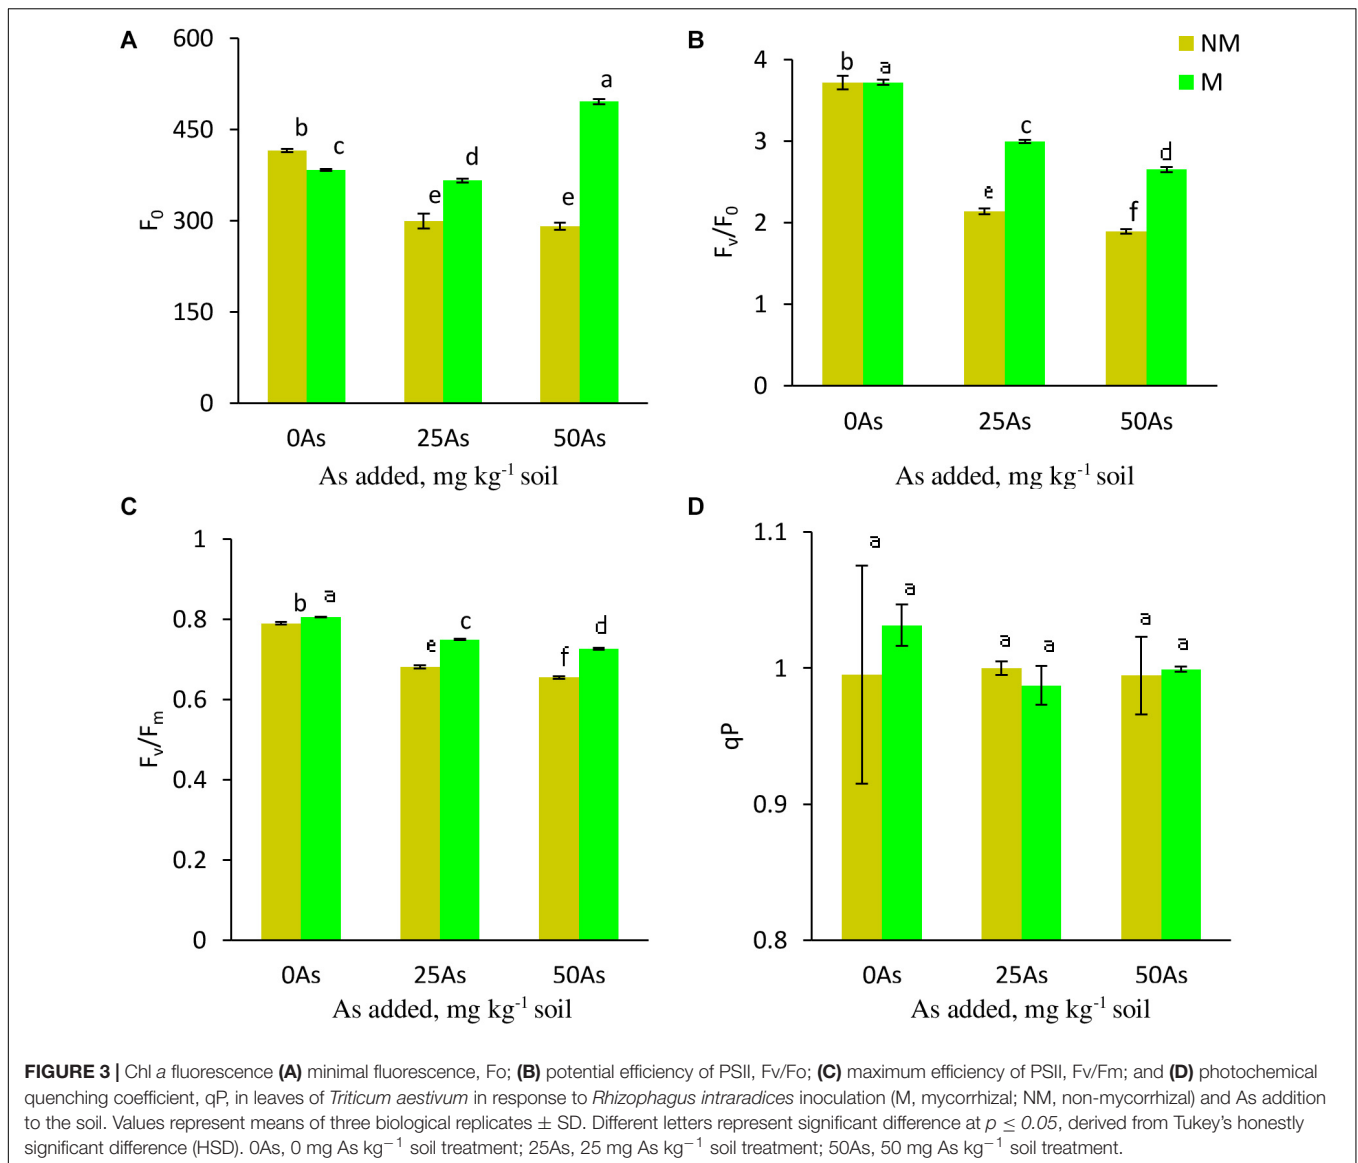 A
600
450
300
150
0
F0
b
c
e
d
e
a
0As 25As 50As
As added, mg kg-1 soil
B
NM
M
4
3
2
1
0
Fv/F0
b
a
e
c
f
d
0As 25As 50As
As added, mg kg-1 soil
C
1
0.8
0.6
0.4
0.2
0
Fv/Fm
b
a
e
c
f
d
0As 25As 50As
As added, mg kg-1 soil
D
1.1
1
0.9
0.8
qP
a
a
a
a
a
a
0As 25As 50As
As added, mg kg-1 soil
FIGURE 3 | Chl a fluorescence (A) minimal fluorescence, Fo; (B) potential efficiency of PSII, Fv/Fo; (C) maximum efficiency of PSII, Fv/Fm; and (D) photochemical
quenching coefficient, qP, in leaves of Triticum aestivum in response to Rhizophagus intraradices inoculation (M, mycorrhizal; NM, non-mycorrhizal) and As addition
to the soil. Values represent means of three biological replicates ± SD. Different letters represent significant difference at p ≤ 0.05, derived from Tukey's honestly
significant difference (HSD). 0As, 0 mg As kg−1 soil treatment; 25As, 25 mg As kg−1 soil treatment; 50As, 50 mg As kg−1 soil treatment.